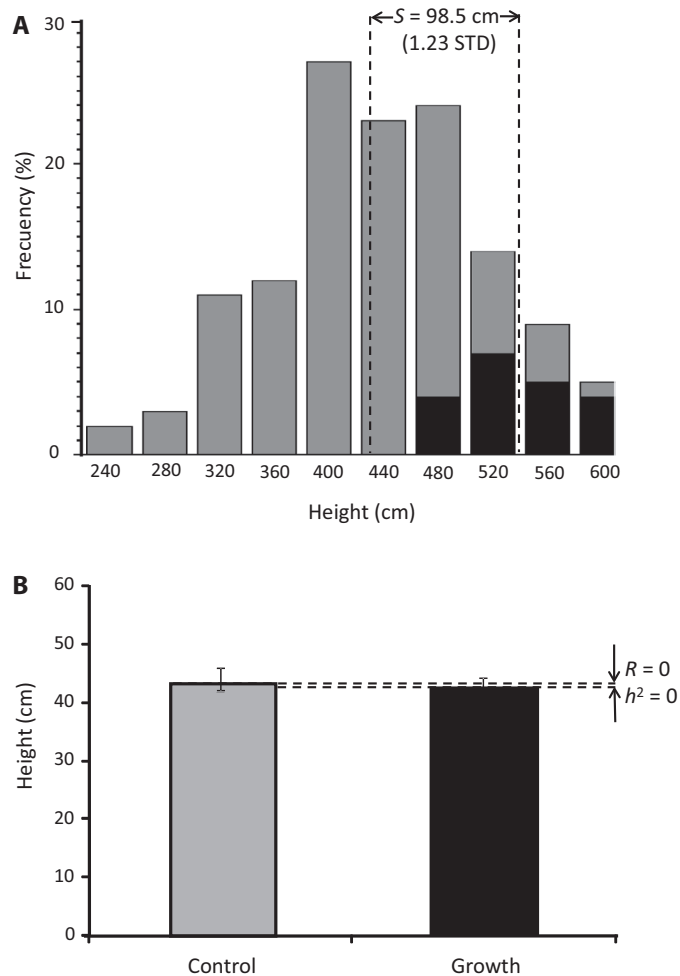 A
S = 98.5 cm
(1.23 STD)
30
20
10
0
Frecuency (%)
240 280 320 360 400 440 480 520 560 600
Height (cm)
B
60
50
40
30
20
10
0
Height (cm)
R = 0
h² = 0
Control Growth